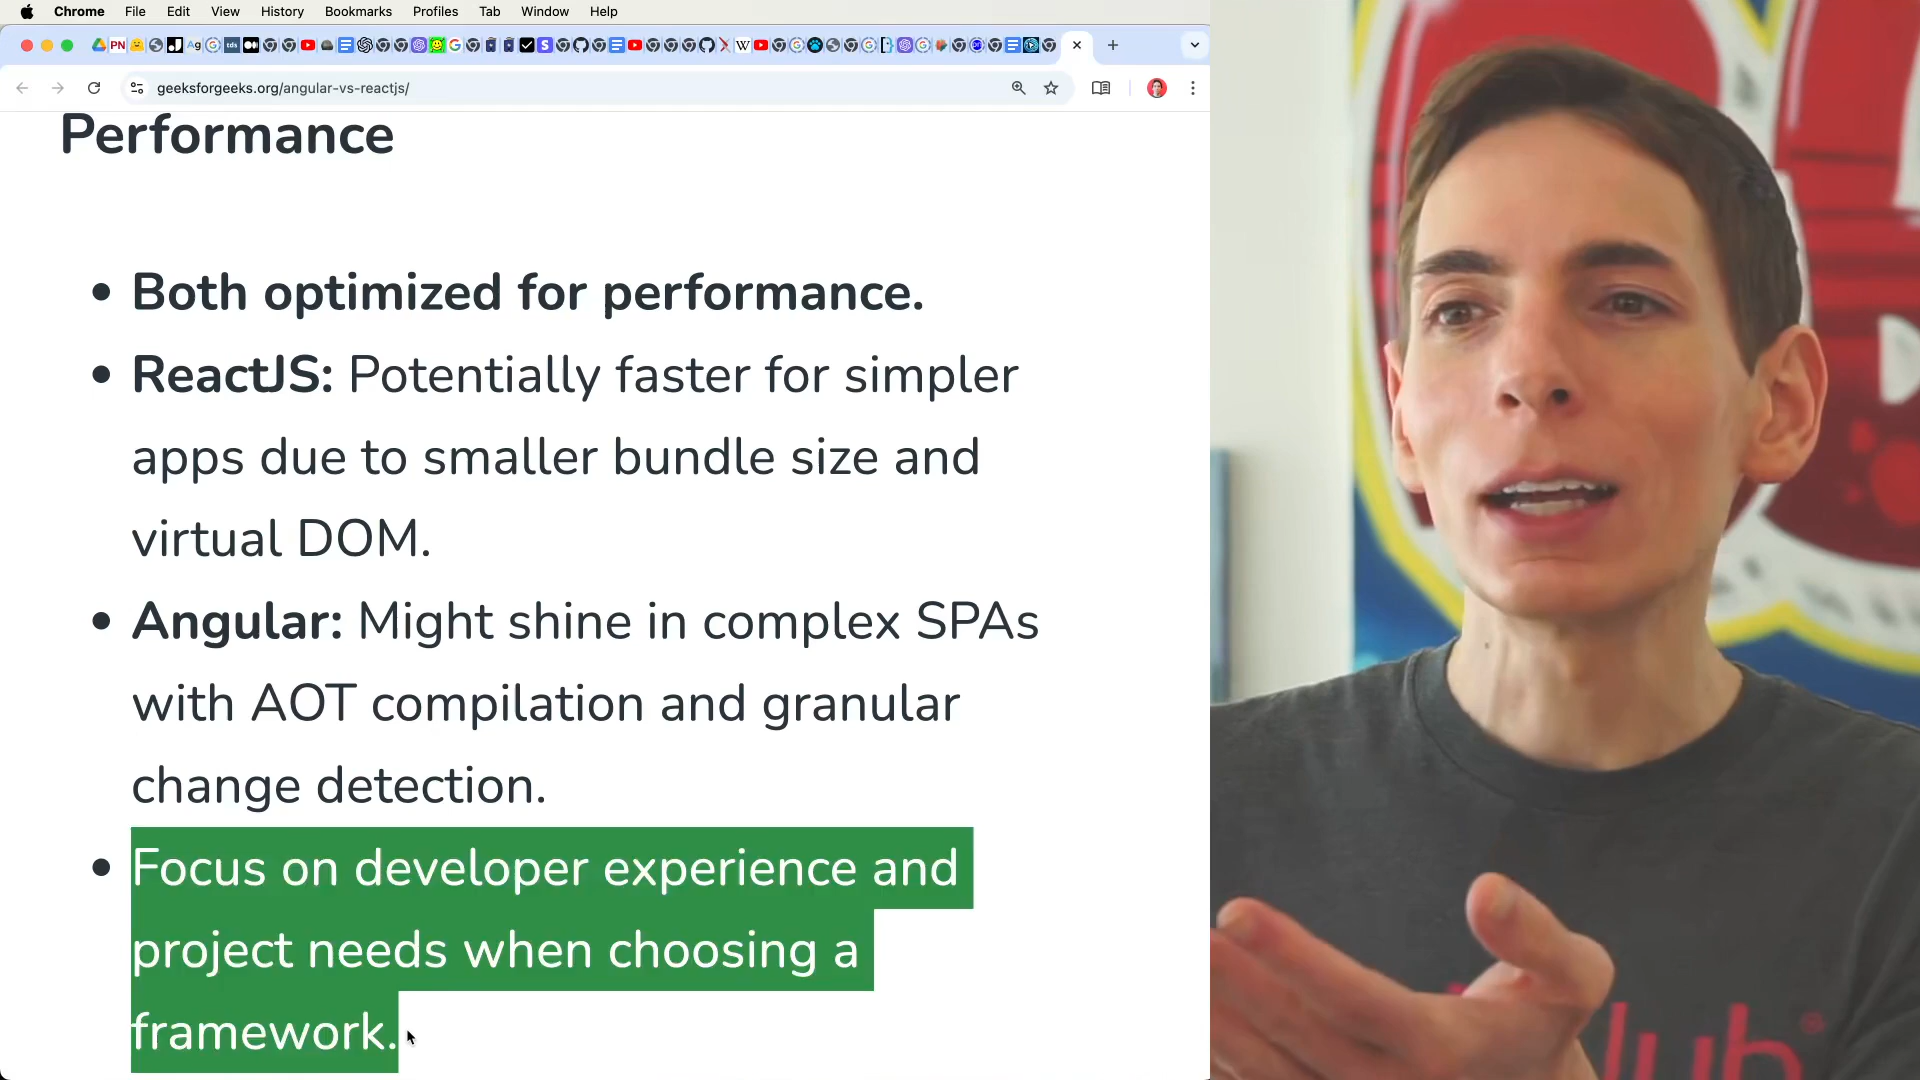 Chrome File Edit View History Bookmarks Profiles Tab Window Help
geeksforgeeks.org/angular-vs-reactjs/
Performance
Both optimized for performance.
ReactJS: Potentially faster for simpler
apps due to smaller bundle size and
virtual DOM.
Angular: Might shine in complex SPAs
with AOT compilation and granular
change detection.
Focus on developer experience and
project needs when choosing a
framework.